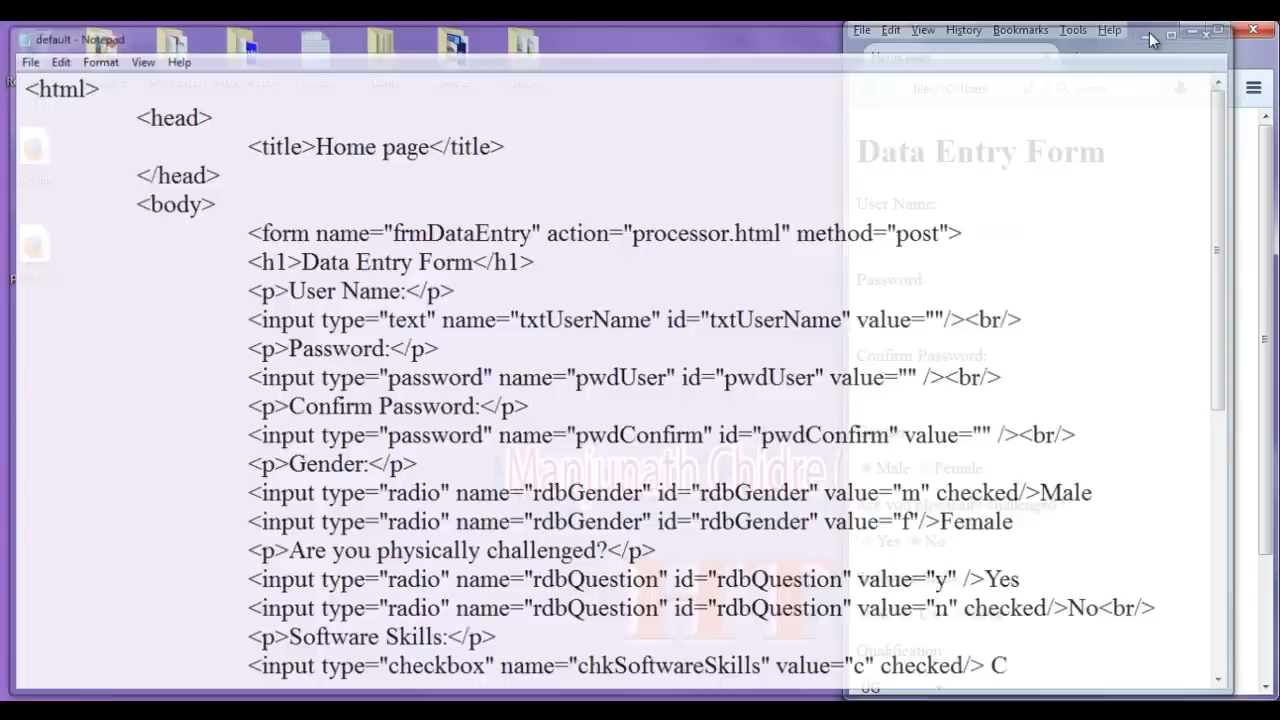 default - Notepad
File Edit Format View Help
<html>
<head>
<title>Home page</title>
</head>
<body>
<form name="frmDataEntry" action="processor.html" method="post">
<h1>Data Entry Form</h1>
<p>User Name:</p>
<input type="text" name="txtUserName" id="txtUserName" value=""/><br/>
<p>Password:</p>
<input type="password" name="pwdUser" id="pwdUser" value="" /><br/>
<p>Confirm Password:</p>
<input type="password" name="pwdConfirm" id="pwdConfirm" value="" /><br/>
<p>Gender:</p>
<input type="radio" name="rdbGender" id="rdbGender" value="m" checked/>Male
<input type="radio" name="rdbGender" id="rdbGender" value="f"/>Female
<p>Are you physically challenged?</p>
<input type="radio" name="rdbQuestion" id="rdbQuestion" value="y" />Yes
<input type="radio" name="rdbQuestion" id="rdbQuestion" value="n" checked/>No<br/>
<p>Software Skills:</p>
<input type="checkbox" name="chkSoftwareSkills" value="c" checked/> C
File Edit View History Bookmarks Tools Help
Data Entry Form
User Name:
Password:
Confirm Password:
Male Female
Yes No
Qualification:
UG
Manjunath Chidre